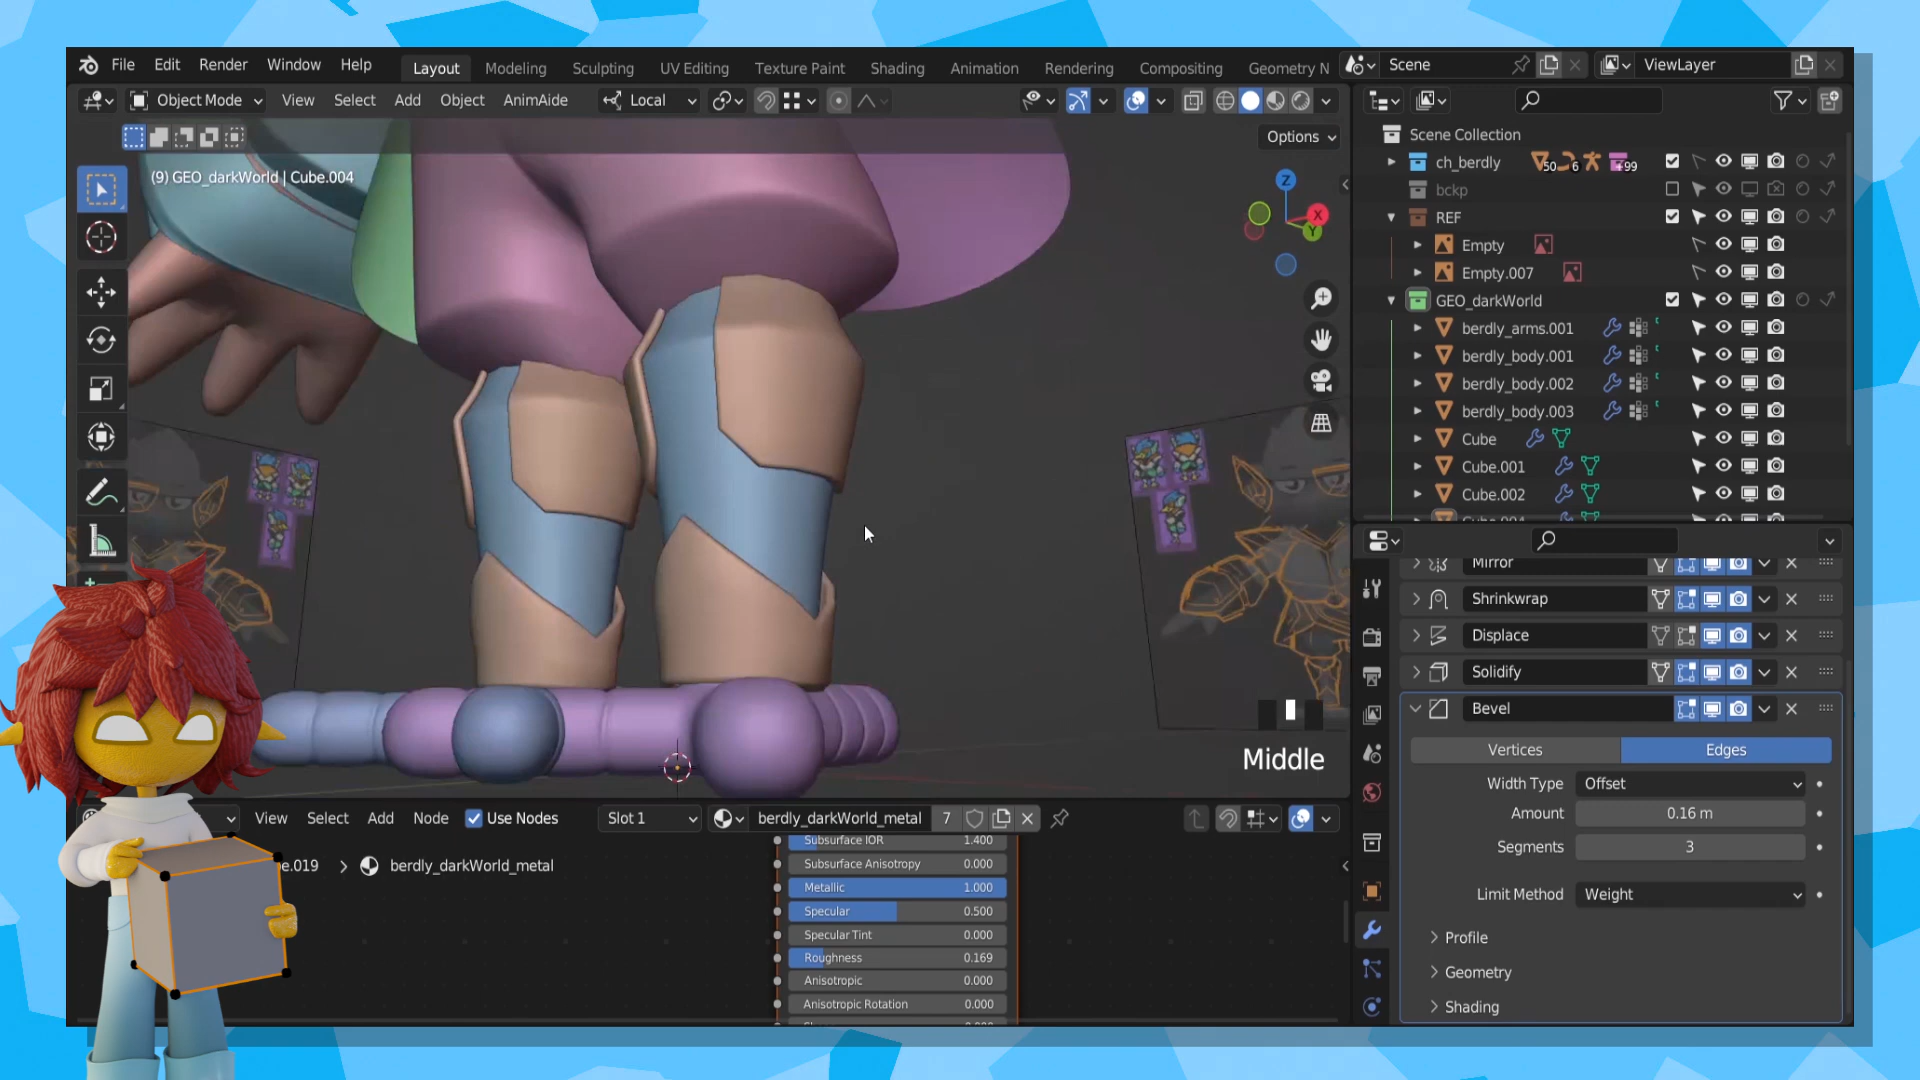 File Edit Render Window Help Layout Modeling Sculpting UV Editing Texture Paint Shading Animation Rendering Compositing Geometry N Scene ViewLayer
Object Mode View Select Add Object AnimAide Local
Options
(9) GEO_darkWorld | Cube.004
Middle
Scene Collection
ch_berdly 50 6 +99
bckp
REF
Empty
Empty.007
GEO_darkWorld
berdly_arms.001
berdly_body.001
berdly_body.002
berdly_body.003
Cube
Cube.001
Cube.002
Cube.004
Mirror
Shrinkwrap
Displace
Solidify
Bevel
Vertices Edges
Width Type Offset
Amount 0.16 m
Segments 3
Limit Method Weight
Profile
Geometry
Shading
View Select Add Node Use Nodes Slot 1 berdly_darkWorld_metal 7
e.019 berdly_darkWorld_metal
Subsurface IOR 1.400
Subsurface Anisotropy 0.000
Metallic 1.000
Specular 0.500
Specular Tint 0.000
Roughness 0.169
Anisotropic 0.000
Anisotropic Rotation 0.000
X
Y
Z